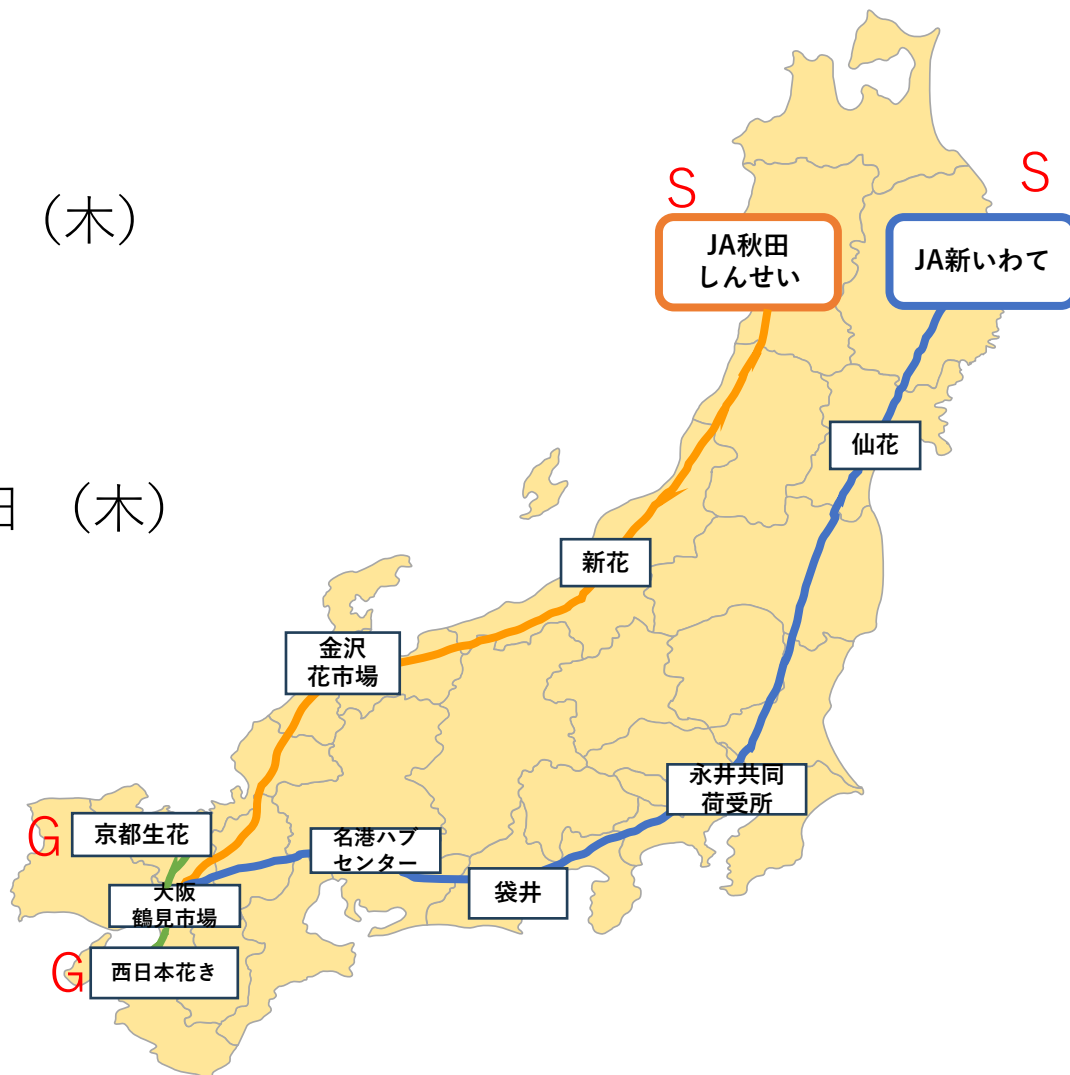 S
S
（木）
JA秋田
しんせい
JA新いわて
仙花
（木）
新花
金沢
花市場
永井共同
荷受所
G
京都生花
名港ハブ
センター
袋井
大阪
鶴見市場
G
西日本花き